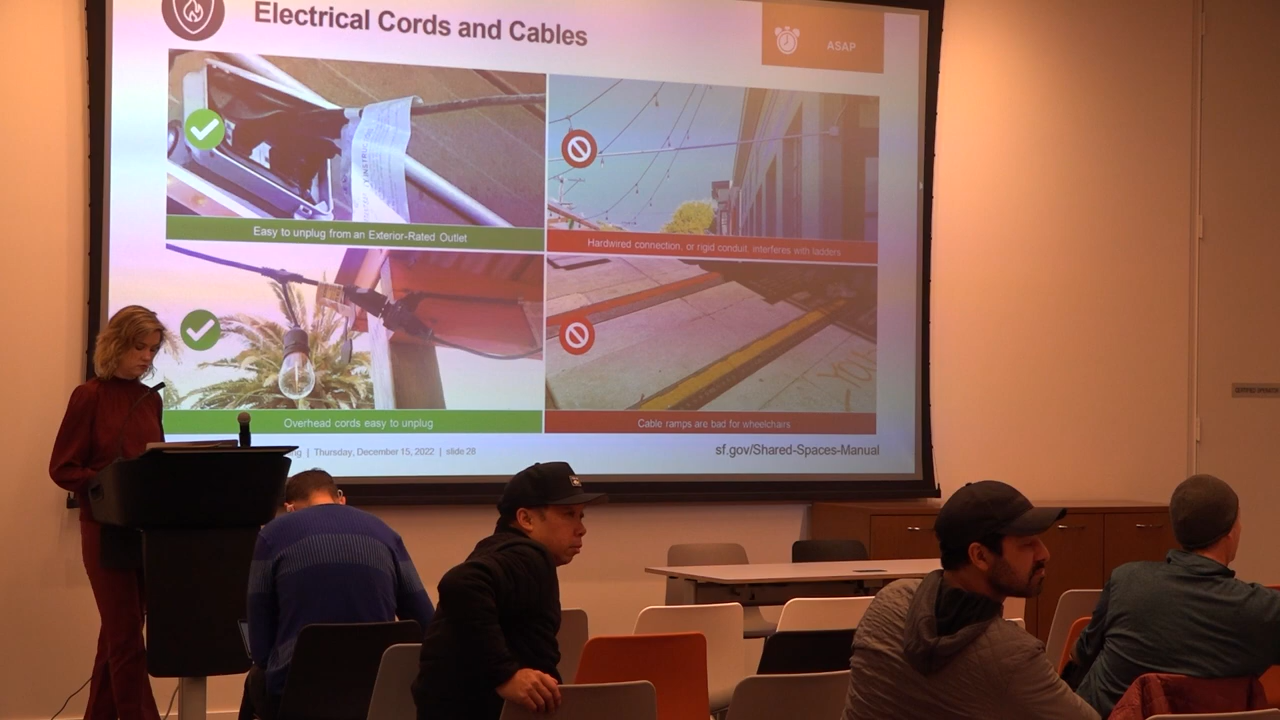 Electrical Cords and Cables
ASAP
Easy to unplug from an Exterior-Rated Outlet
Hardwired connection, or rigid conduit, interferes with ladders
Overhead cords easy to unplug
Cable ramps are bad for wheelchairs
| Thursday, December 15, 2022 | slide 28
sf.gov/Shared-Spaces-Manual